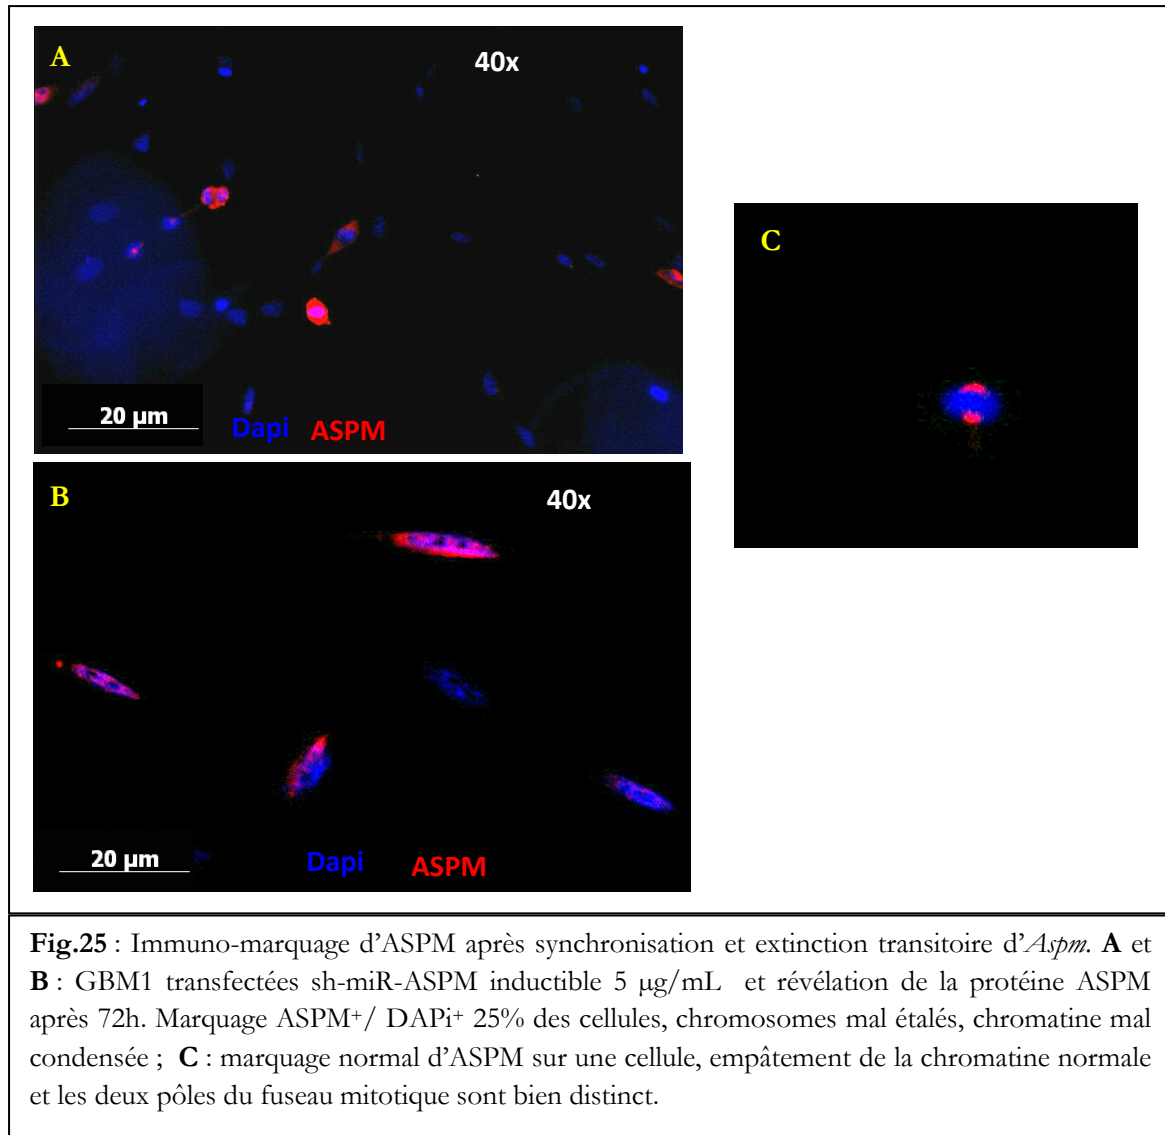 A
40x
20 µm
Dapi
ASPM
C
B
40x
20 µm
Dapi
ASPM
Fig.25 : Immuno-marquage d’ASPM après synchronisation et extinction transitoire d’Aspm. A et
B : GBM1 transfectées sh-miR-ASPM inductible 5 µg/mL et révélation de la protéine ASPM
après 72h. Marquage ASPM⁺/ DAPi⁺ 25% des cellules, chromosomes mal étalés, chromatine mal
condensée ; C : marquage normal d’ASPM sur une cellule, empâtement de la chromatine normale
et les deux pôles du fuseau mitotique sont bien distinct.